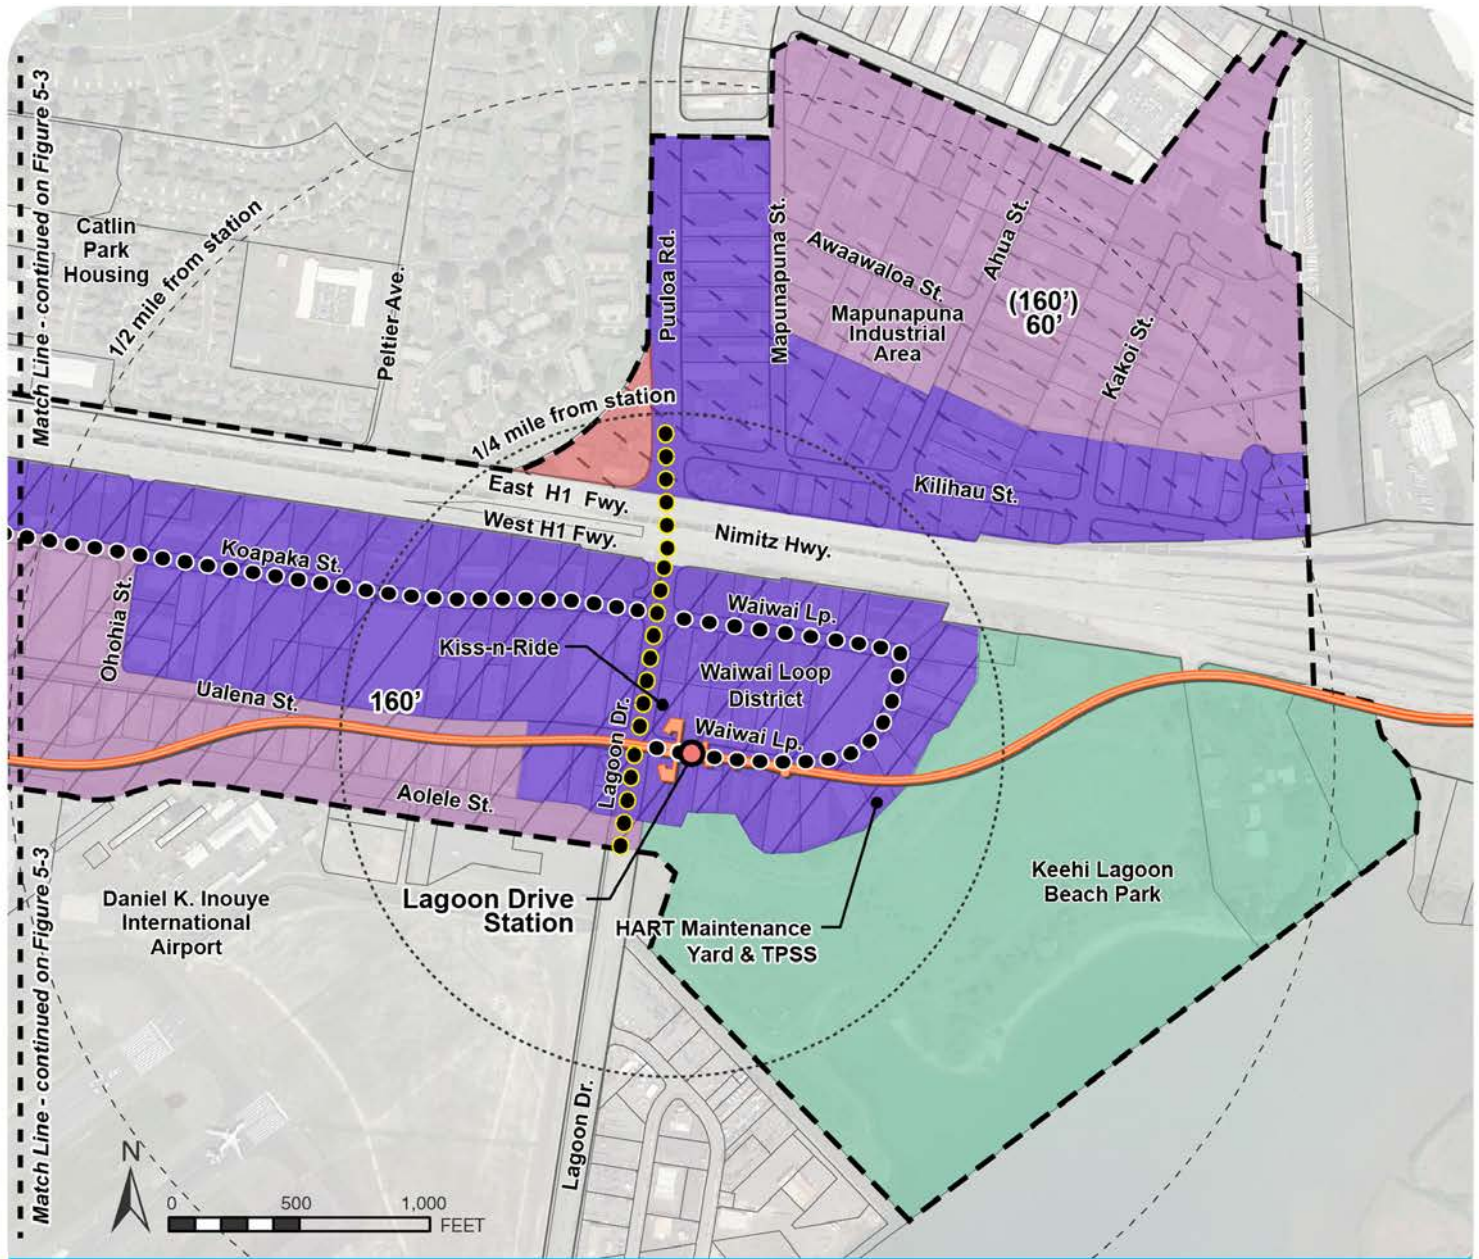 Match Line - continued on Figure 5-3
Catlin
Park
Housing
1/2 mile from station
Peltier Ave.
Puuloa Rd.
Mapunapuna St.
Awaawaloa St.
Ahua St.
Mapunapuna
Industrial
Area
(160’)
60’
Kakoi St.
1/4 mile from station
Kilihau St.
East H1 Fwy.
West H1 Fwy.
Nimitz Hwy.
Koapaka St.
Ohohia St.
Waiwai Lp.
Kiss-n-Ride
Waiwai Loop
District
Ualena St.
160’
Lagoon Dr.
Waiwai Lp.
Aolele St.
Match Line - continued on Figure 5-3
Daniel K. Inouye
International
Airport
Lagoon Drive
Station
HART Maintenance
Yard & TPSS
Keehi Lagoon
Beach Park
Lagoon Dr.
N
0 500 1,000
FEET